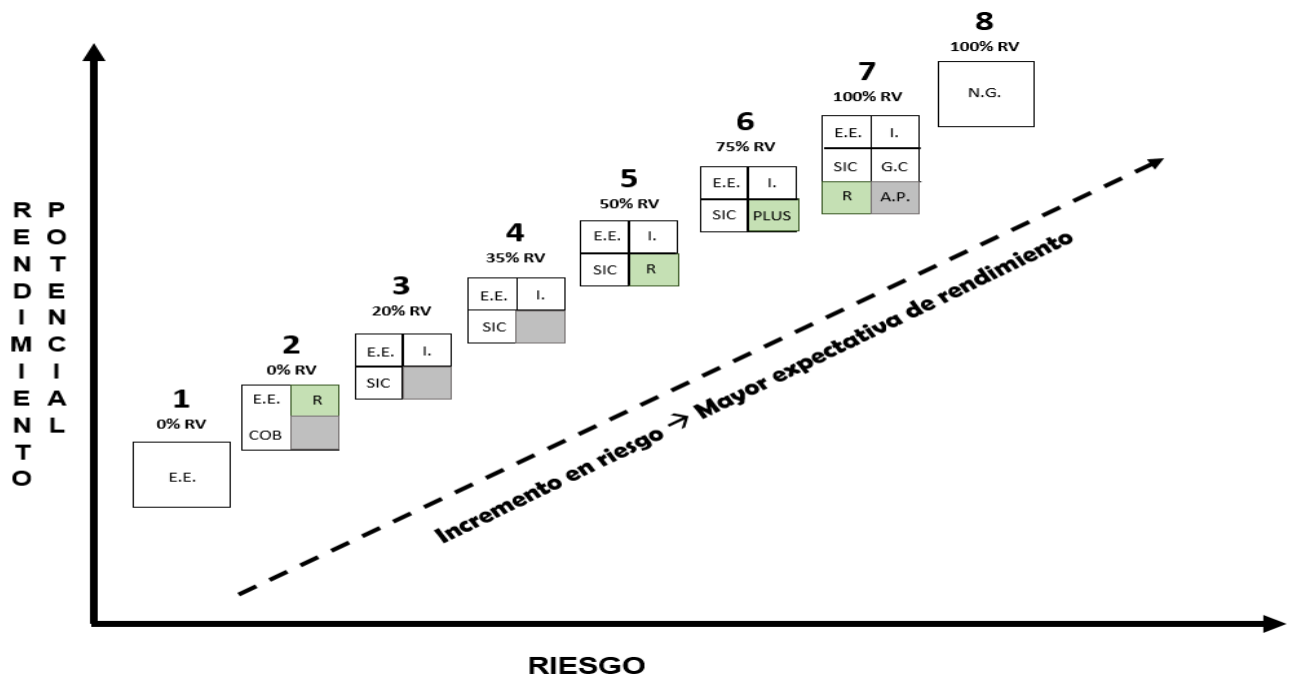 RENDIMIENTO
POTENCIAL
1
0% RV
E.E.
2
0% RV
E.E. R
COB
3
20% RV
E.E. I.
SIC
4
35% RV
E.E. I.
SIC
5
50% RV
E.E. I.
SIC R
6
75% RV
E.E. I.
SIC PLUS
7
100% RV
E.E. I.
SIC G.C
R A.P.
8
100% RV
N.G.
Incremento en riesgo → Mayor expectativa de rendimiento
RIESGO